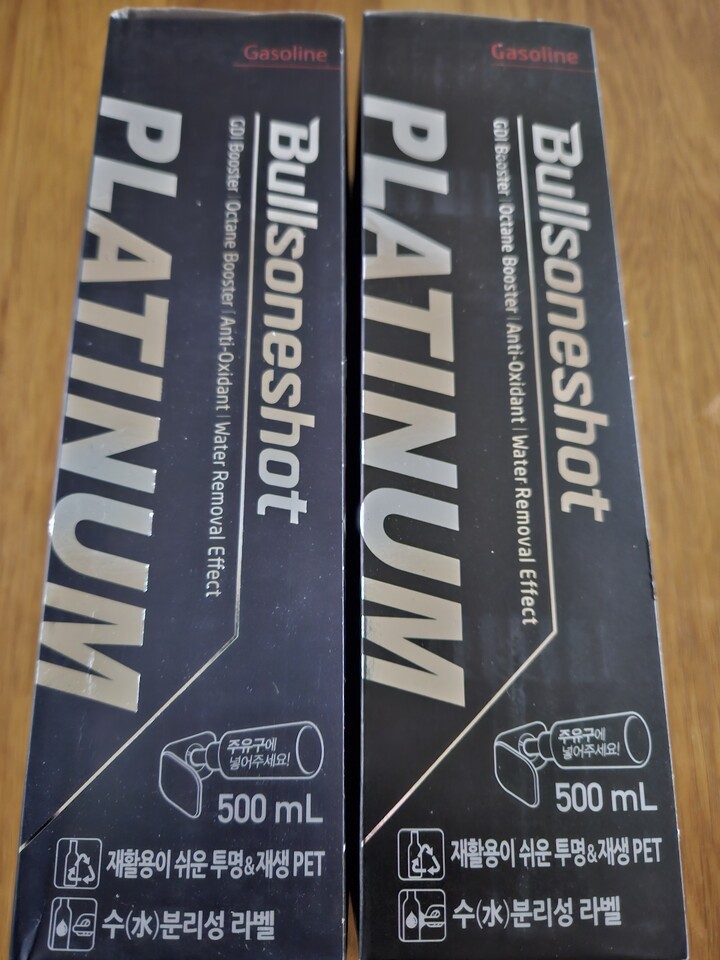 Gasoline
Bullsoneshot
GDI Booster | Octane Booster | Anti-Oxidant | Water Removal Effect
PLATINUM
주유구에
넣어주세요!
500 mL
재활용이 쉬운 투명&재생 PET
수(水)분리성 라벨
Gasoline
Bullsoneshot
GDI Booster | Octane Booster | Anti-Oxidant | Water Removal Effect
PLATINUM
주유구에
넣어주세요!
500 mL
재활용이 쉬운 투명&재생 PET
수(水)분리성 라벨